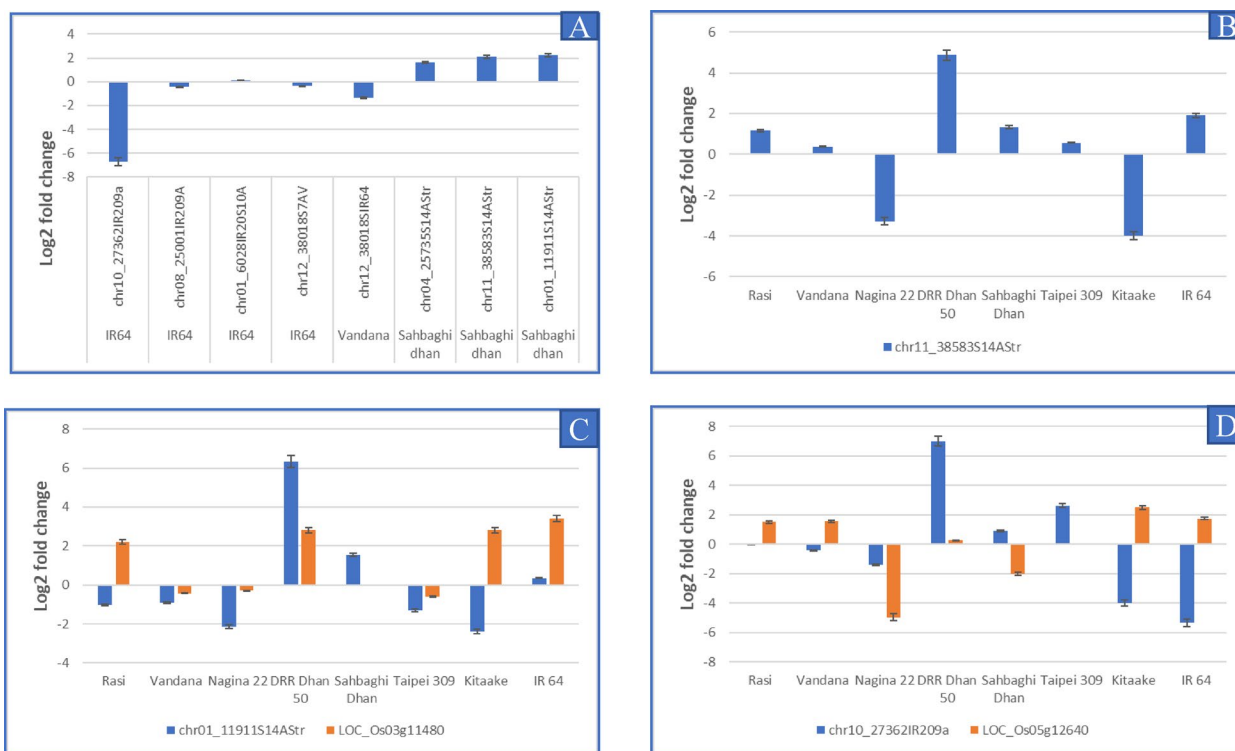 A
Log2 fold change
4
2
0
-2
-4
-6
-8
chr10_27362IR209a
chr08_25001IR209A
chr01_6028IR20S10A
chr12_38018S7AV
chr12_38018SIR64
chr04_25735S14AStr
chr11_38583S14AStr
chr01_11911S14AStr
IR64 IR64 IR64 IR64 Vandana Sahbaghi Sahbaghi Sahbaghi
dhan dhan dhan
B
Log2 fold change
6
4
2
0
-2
-4
-6
Rasi Vandana Nagina 22 DRR Dhan Sahbaghi Taipei 309 Kitaake IR 64
50 Dhan
chr11_38583S14AStr
C
Log2 fold change
8
6
4
2
0
-2
-4
Rasi Vandana Nagina 22 DRR Dhan Sahbaghi Taipei 309 Kitaake IR 64
50 Dhan
chr01_11911S14AStr LOC_Os03g11480
D
Log2 fold change
8
6
4
2
0
-2
-4
-6
-8
Rasi Vandana Nagina 22 DRR Dhan Sahbaghi Taipei 309 Kitaake IR 64
50 Dhan
chr10_27362IR209a LOC_Os05g12640